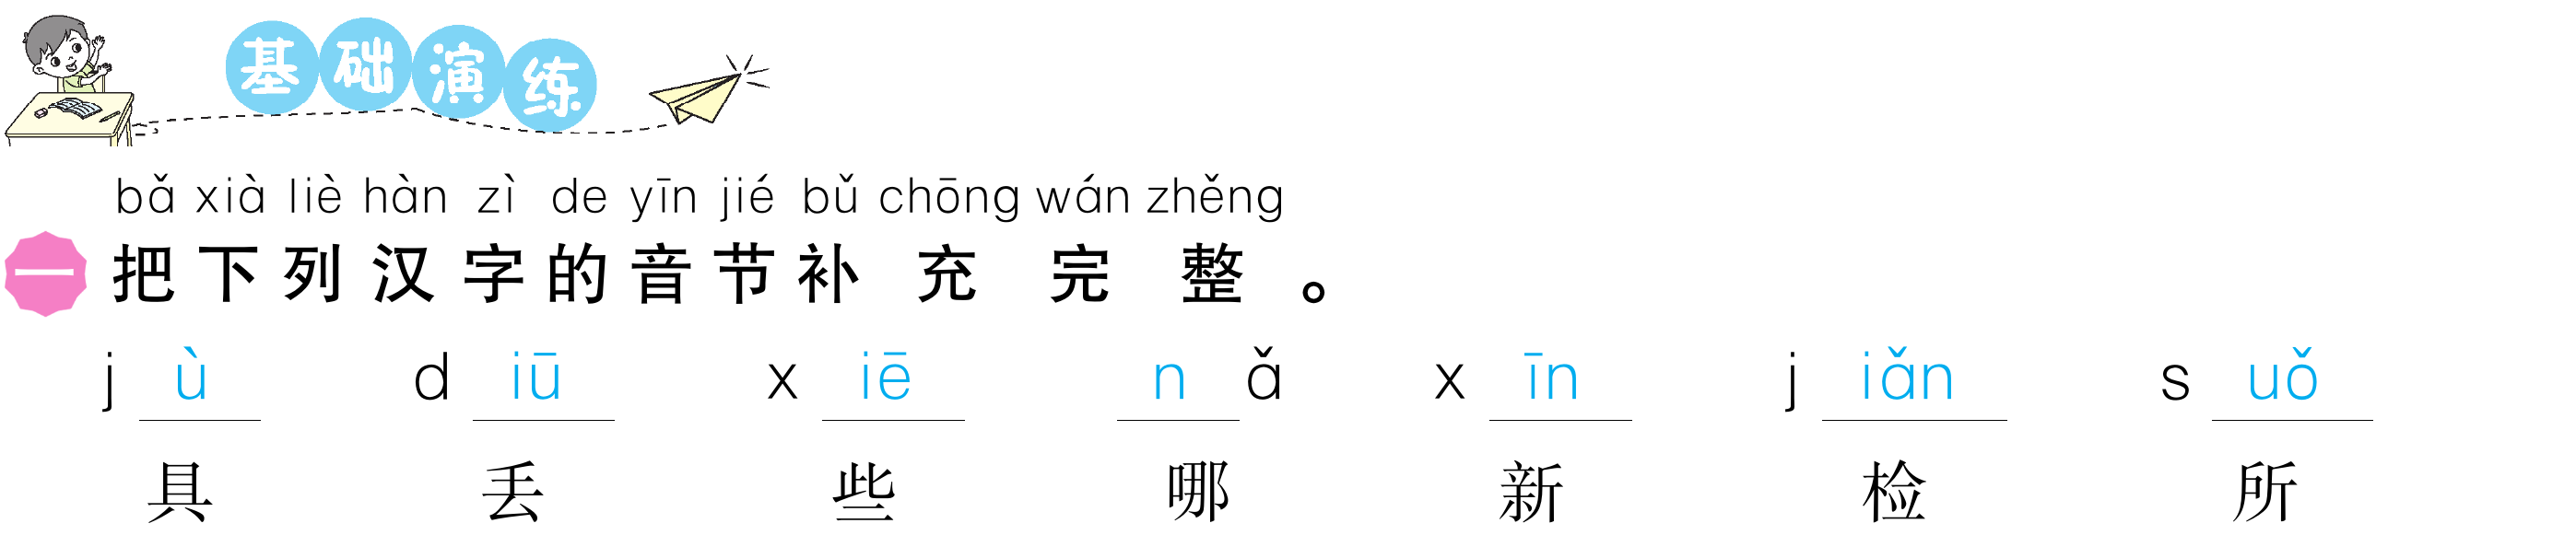 基础演练
bǎ xià liè hàn zì de yīn jié bǔ chōng wán zhěng
一 把下列汉字的音节补充完整。
j ù d iū x iē n ǎ x īn j iǎn s uǒ
具 丢 些 哪 新 检 所